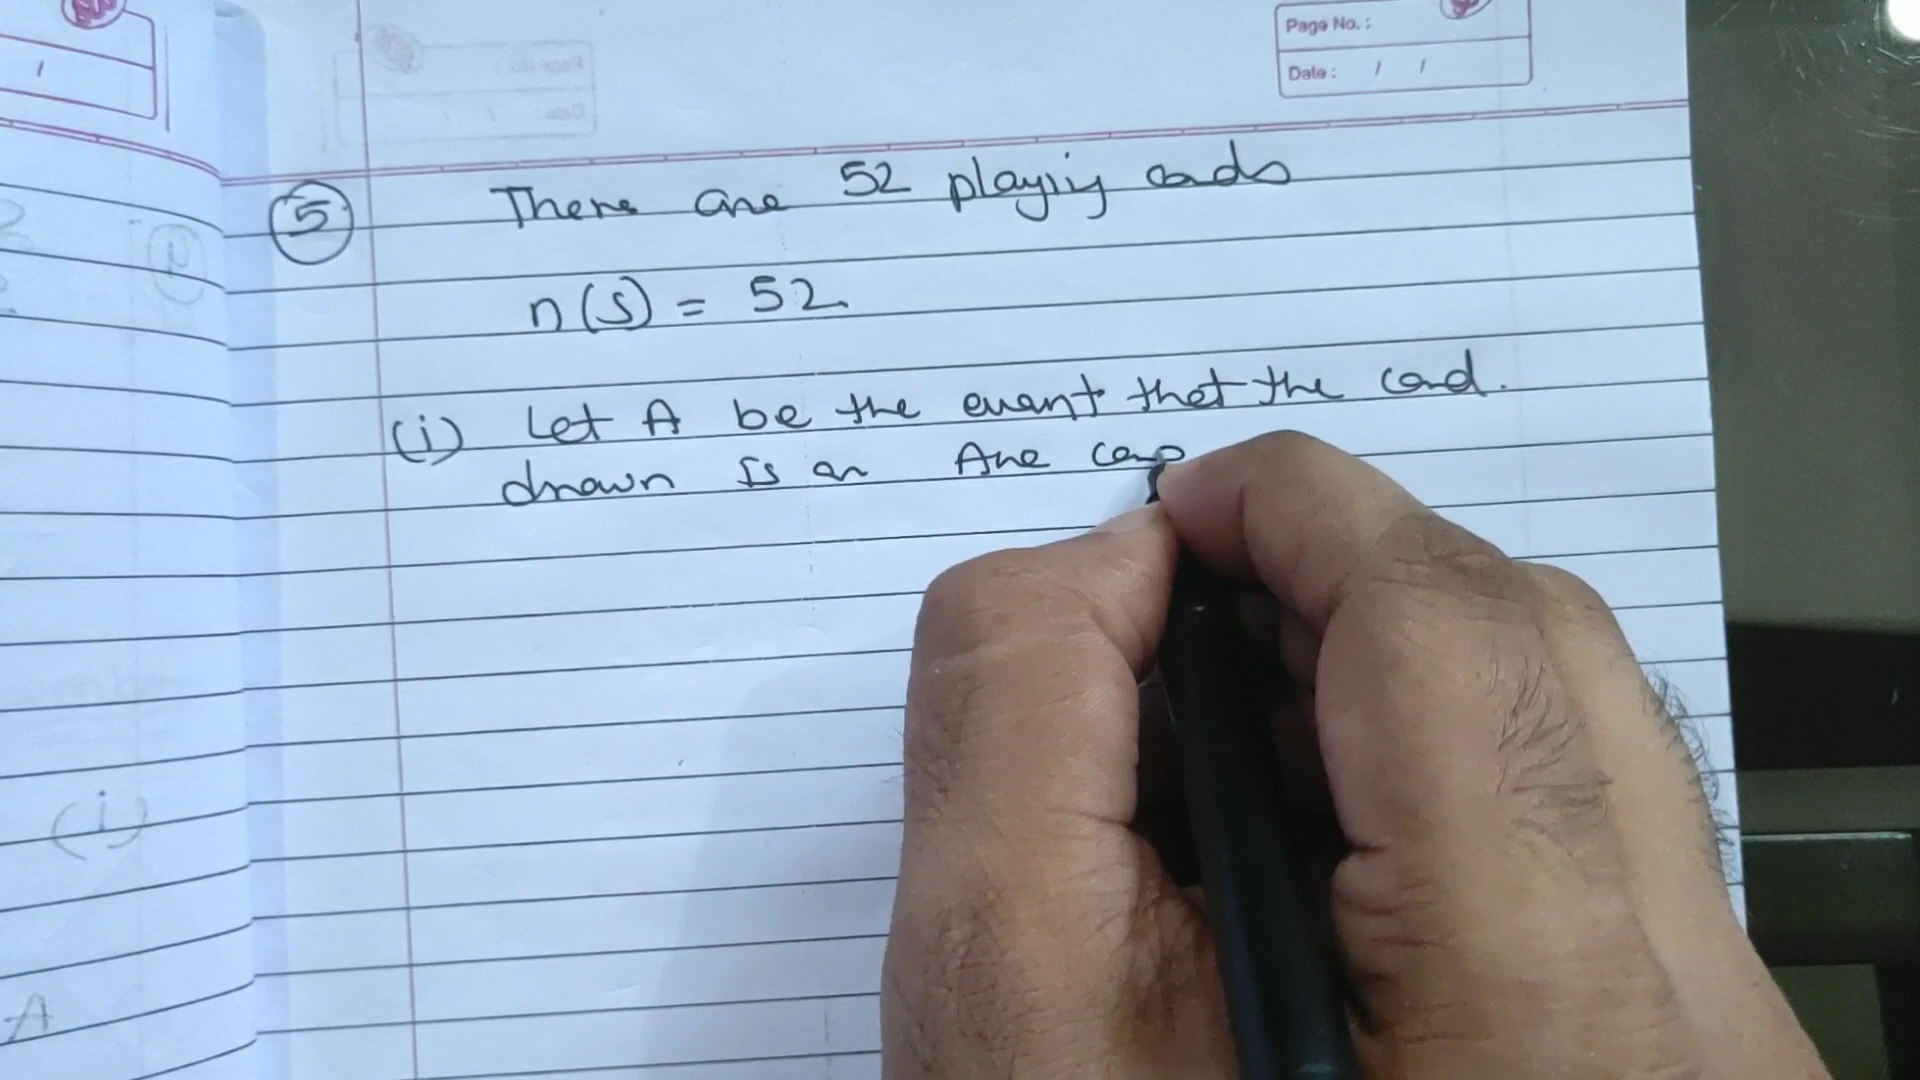 Page No. :
Date : / /
5 There are 52 playing cards
n(S) = 52
(i) Let A be the event that the card.
drawn is an Ace
(i)
A